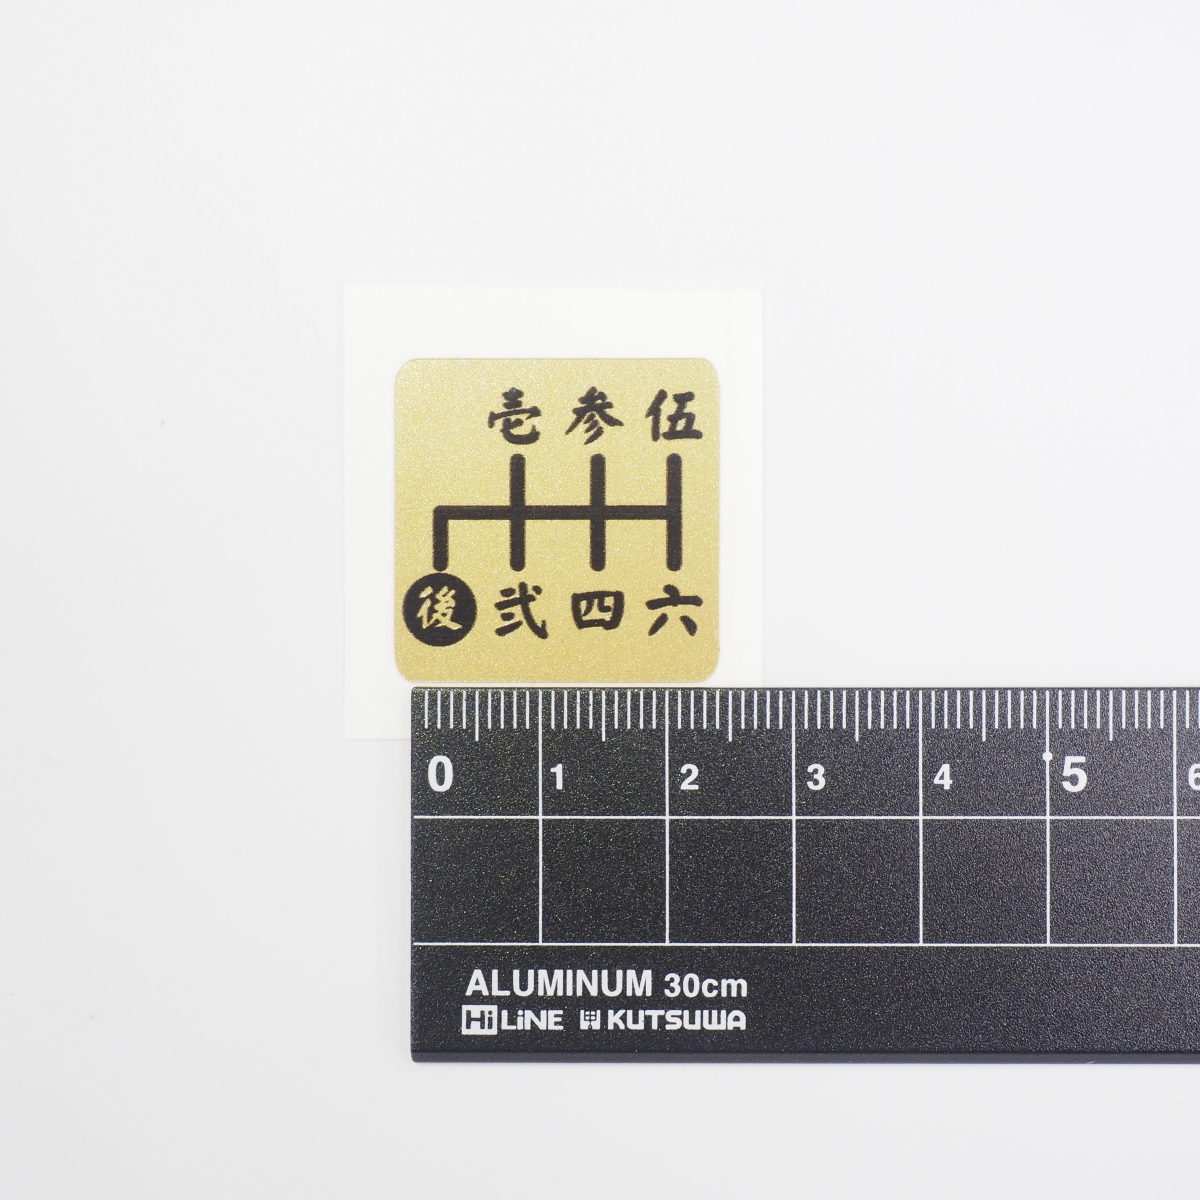 壱 参 伍
後 弐 四 六
0 1 2 3 4 5 6
ALUMINUM 30cm
Hi LiNE KUTSUWA